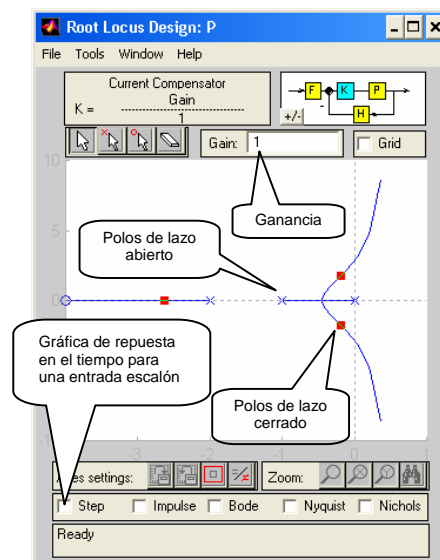 Root Locus Design: P
File Tools Window Help
Current Compensator
K =
Gain
1
F K P
H
+/-
Gain: 1
Grid
10
5
0
-3 -2 -1 0 1
Ganancia
Polos de lazo
abierto
Gráfica de repuesta
en el tiempo para
una entrada escalón
Polos de lazo
cerrado
es settings:
Zoom:
Step Impulse Bode Nyquist Nichols
Ready